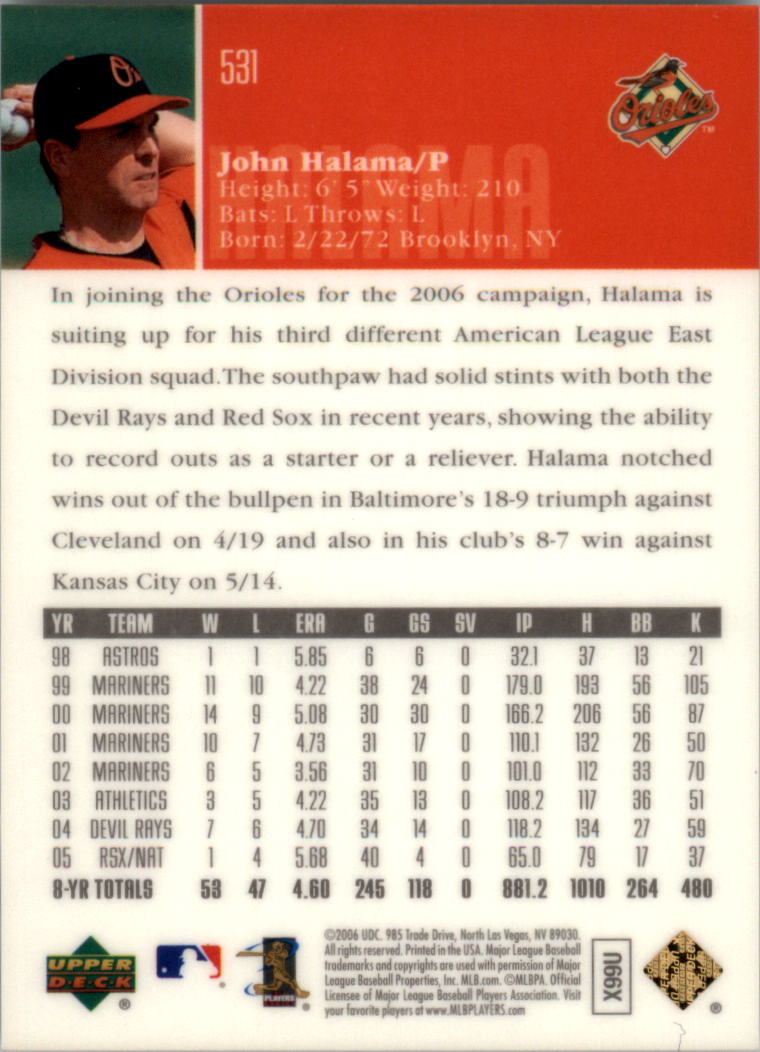 531
Orioles
TM
HALAMA
John Halama/P
Height: 6' 5" Weight: 210
Bats: L Throws: L
Born: 2/22/72 Brooklyn, NY
In joining the Orioles for the 2006 campaign, Halama is
suiting up for his third different American League East
Division squad.The southpaw had solid stints with both the
Devil Rays and Red Sox in recent years, showing the ability
to record outs as a starter or a reliever. Halama notched
wins out of the bullpen in Baltimore's 18-9 triumph against
Cleveland on 4/19 and also in his club's 8-7 win against
Kansas City on 5/14.
YR TEAM W L ERA G GS SV IP H BB K
98 ASTROS 1 1 5.85 6 6 0 32.1 37 13 21
99 MARINERS 11 10 4.22 38 24 0 179.0 193 56 105
00 MARINERS 14 9 5.08 30 30 0 166.2 206 56 87
01 MARINERS 10 7 4.73 31 17 0 110.1 132 26 50
02 MARINERS 6 5 3.56 31 10 0 101.0 112 33 70
03 ATHLETICS 3 5 4.22 35 13 0 108.2 117 36 51
04 DEVIL RAYS 7 6 4.70 34 14 0 118.2 134 27 59
05 RSX/NAT 1 4 5.68 40 4 0 65.0 79 17 37
8-YR TOTALS 53 47 4.60 245 118 0 881.2 1010 264 480
©2006 UDC. 985 Trade Drive, North Las Vegas, NV 89030.
All rights reserved. Printed in the USA. Major League Baseball
trademarks and copyrights are used with permission of Major
League Baseball Properties, Inc. MLB.com. ©MLBPA. Official
Licensee of Major League Baseball Players Association. Visit
your favorite players at www.MLBPLAYERS.com
UPPER
DECK
®
PLAYERS
U66X
®